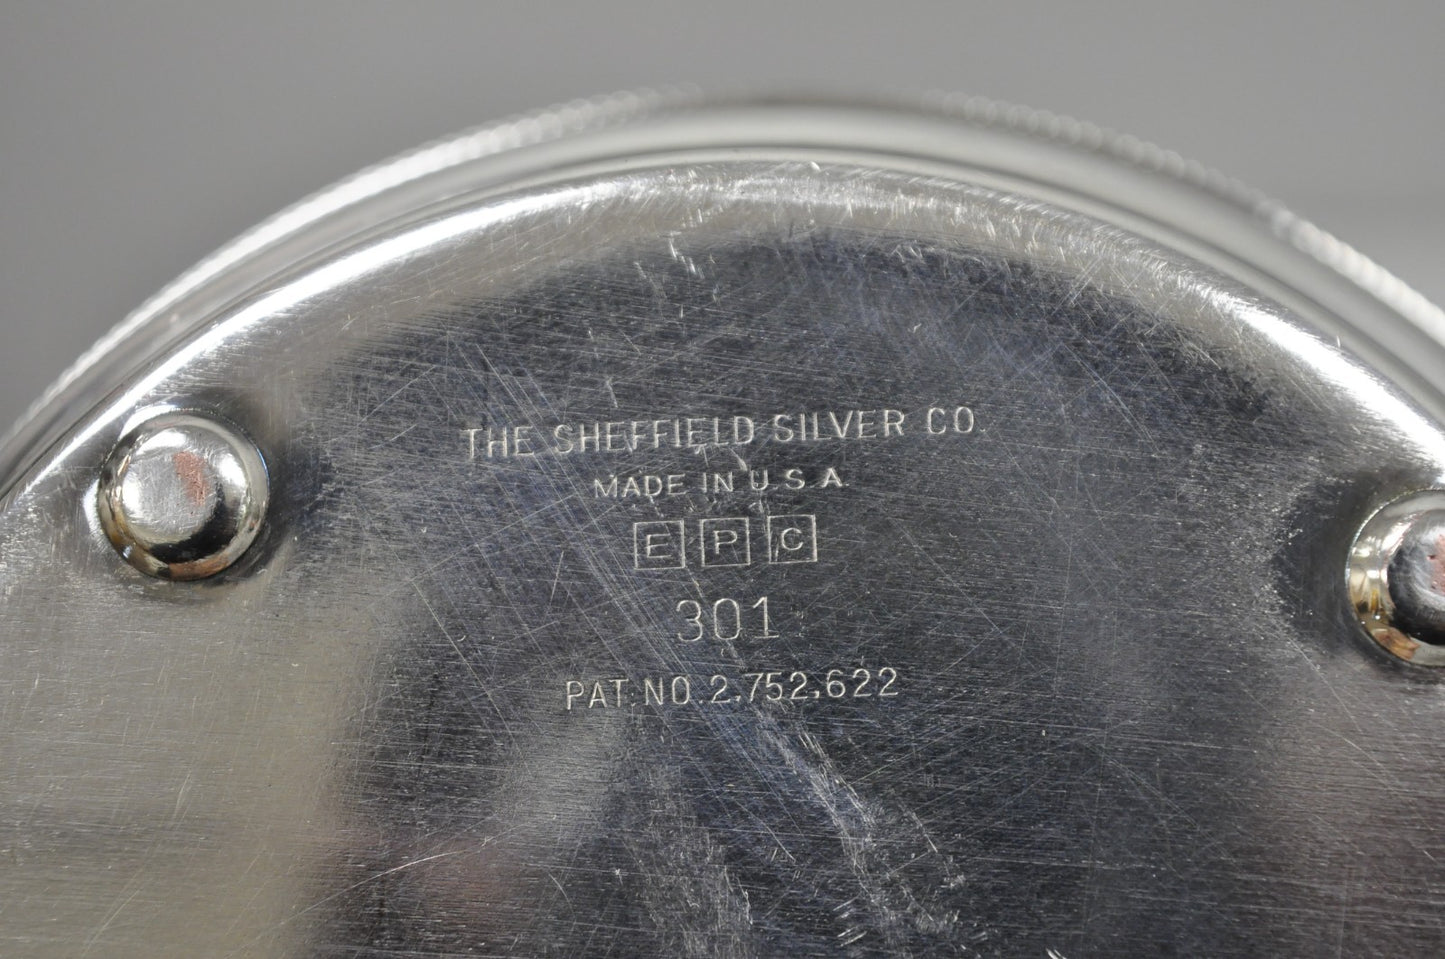 THE SHEFFIELD SILVER CO.
MADE IN U.S.A.
E P C
301
PAT. NO. 2,752,622